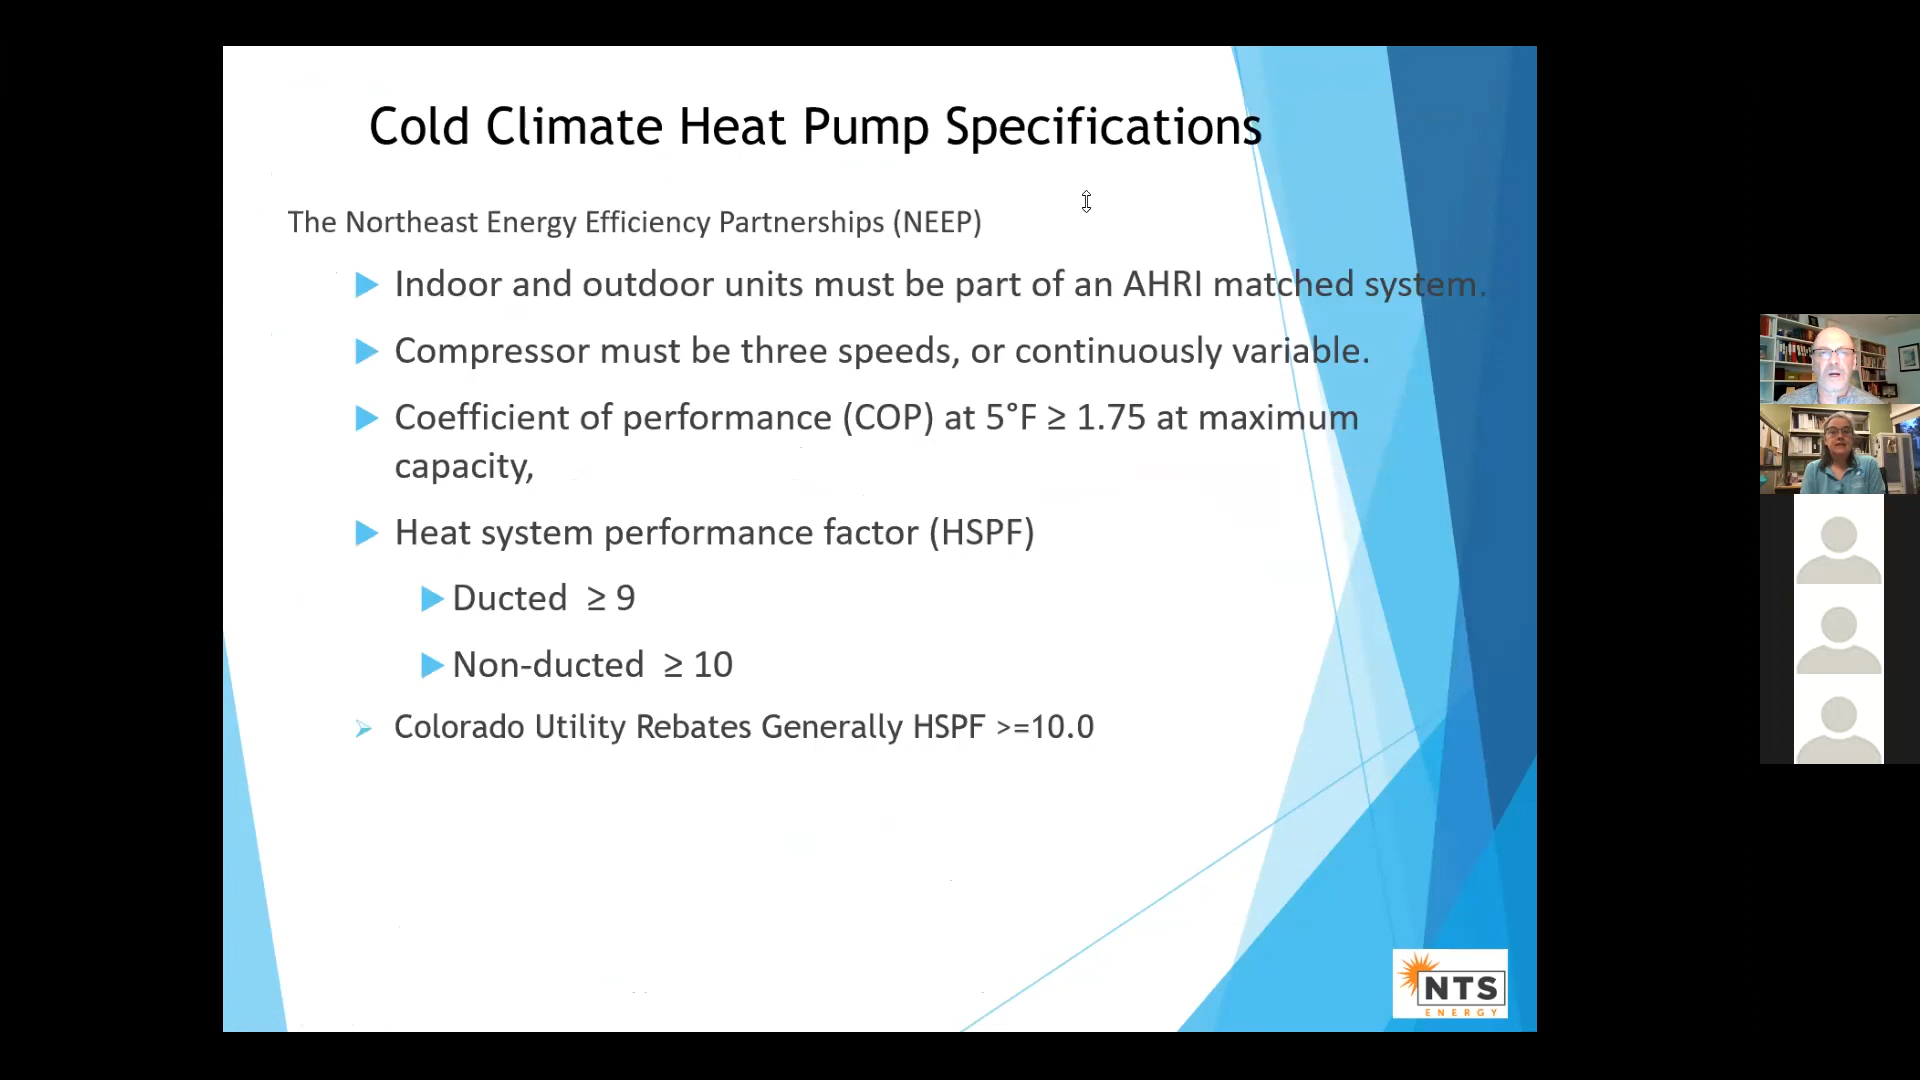 Cold Climate Heat Pump Specifications
The Northeast Energy Efficiency Partnerships (NEEP)
Indoor and outdoor units must be part of an AHRI matched system.
Compressor must be three speeds, or continuously variable.
Coefficient of performance (COP) at 5°F ≥ 1.75 at maximum
capacity,
Heat system performance factor (HSPF)
Ducted ≥ 9
Non-ducted ≥ 10
Colorado Utility Rebates Generally HSPF >=10.0
NTS
ENERGY